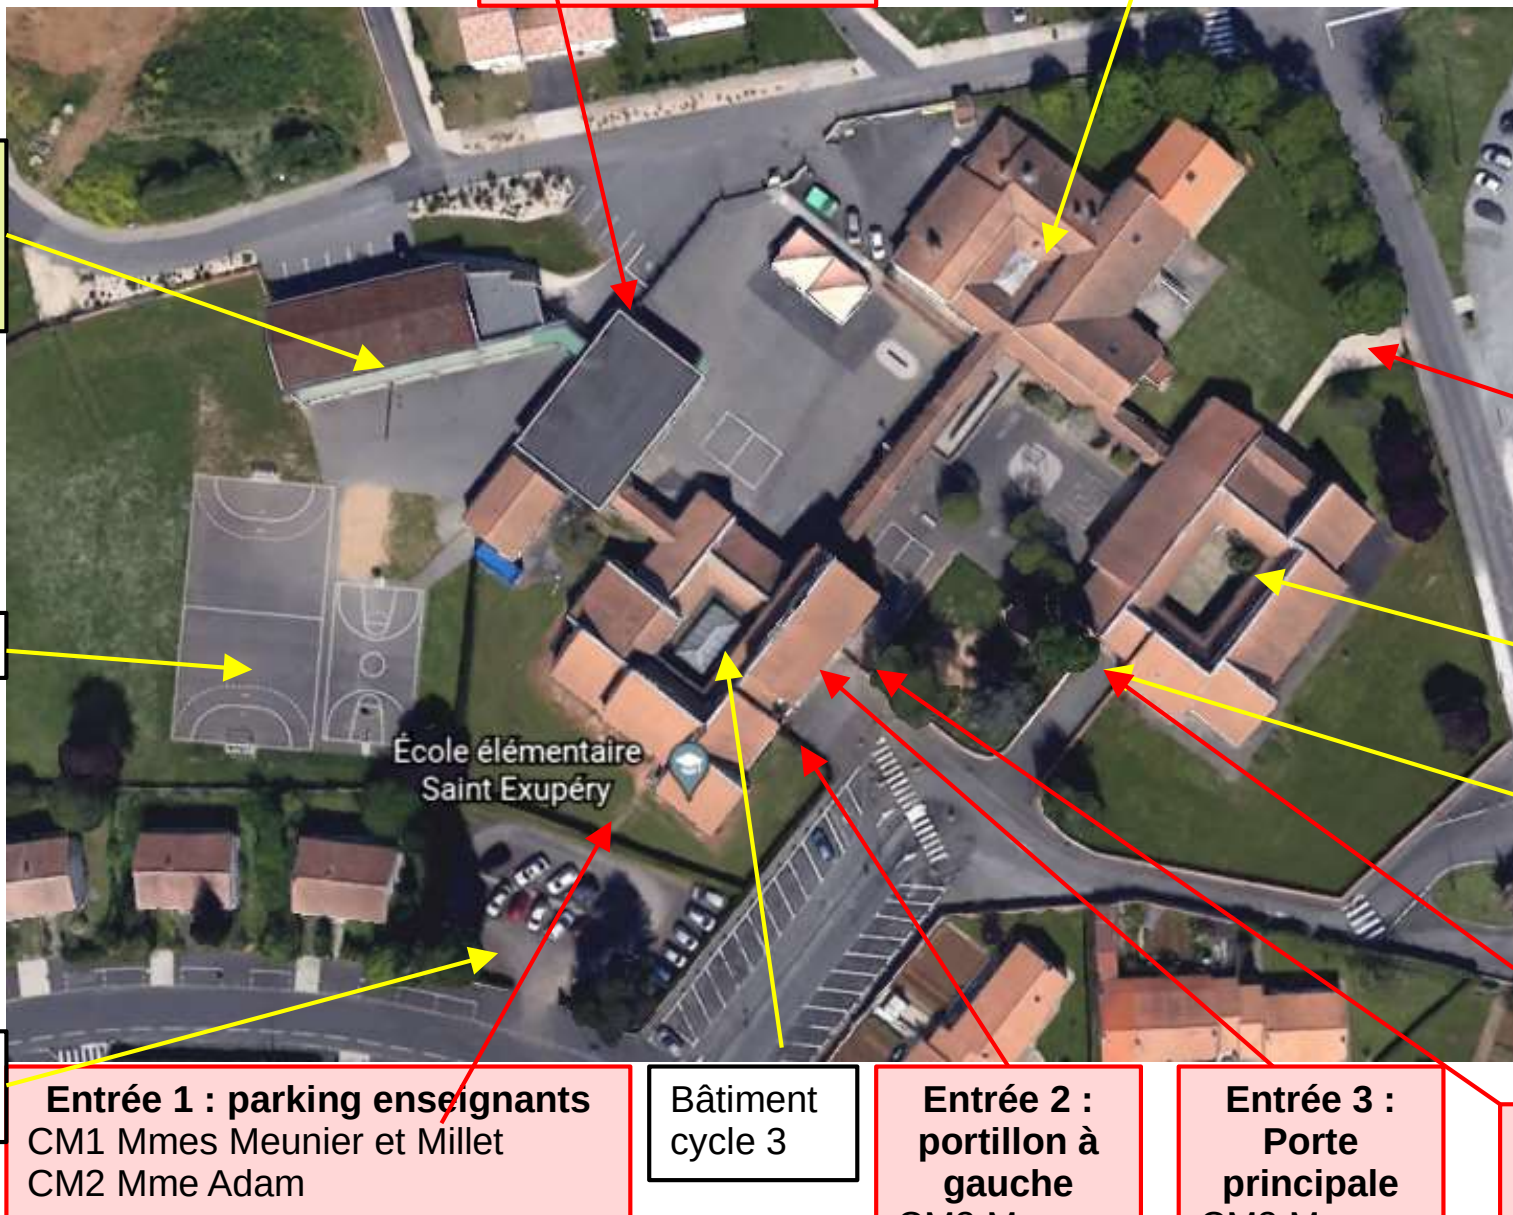 École élémentaire
Saint Exupéry
Entrée 1 : parking enseignants
CM1 Mmes Meunier et Millet
CM2 Mme Adam
Bâtiment
cycle 3
Entrée 2 :
portillon à
gauche
Entrée 3 :
Porte
principale